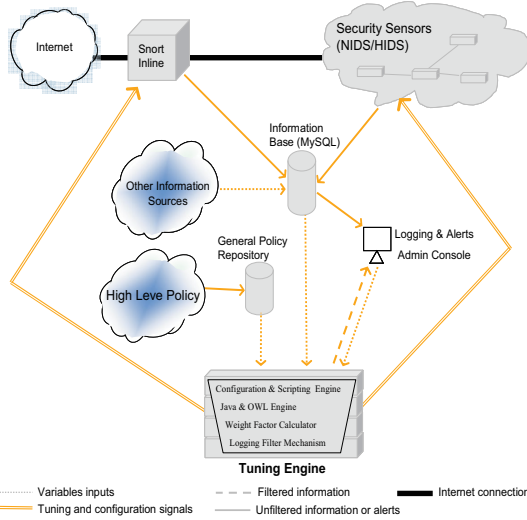 Internet
Snort
Inline
Security Sensors
(NIDS/HIDS)
Information
Base (MySQL)
Other Information
Sources
Logging & Alerts
Admin Console
General Policy
Repository
High Leve Policy
Configuration & Scripting Engine
Java & OWL Engine
Weight Factor Calculator
Logging Filter Mechanism
Tuning Engine
Variables inputs
Filtered information
Internet connection
Tuning and configuration signals
Unfiltered information or alerts